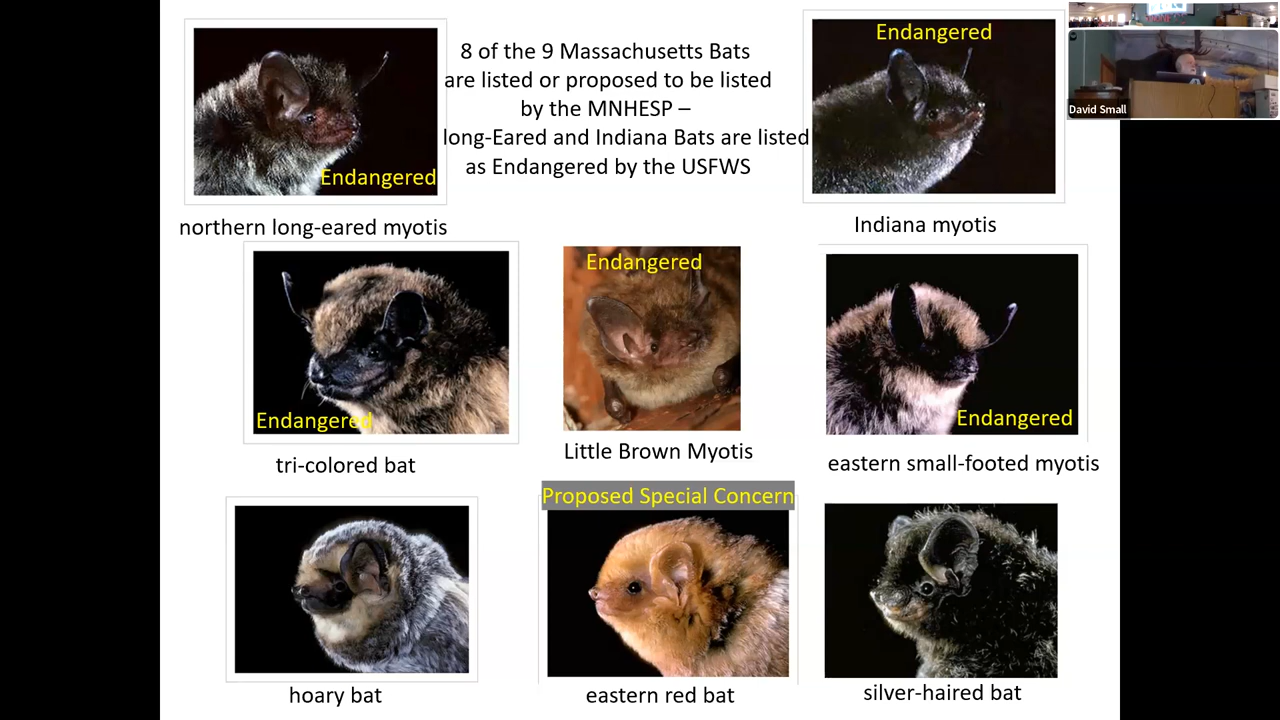 8 of the 9 Massachusetts Bats
are listed or proposed to be listed
by the MNHESP –
long-Eared and Indiana Bats are listed
as Endangered by the USFWS
Endangered
northern long-eared myotis
Endangered
Indiana myotis
David Small
Endangered
tri-colored bat
Endangered
Little Brown Myotis
Endangered
eastern small-footed myotis
hoary bat
Proposed Special Concern
eastern red bat
silver-haired bat